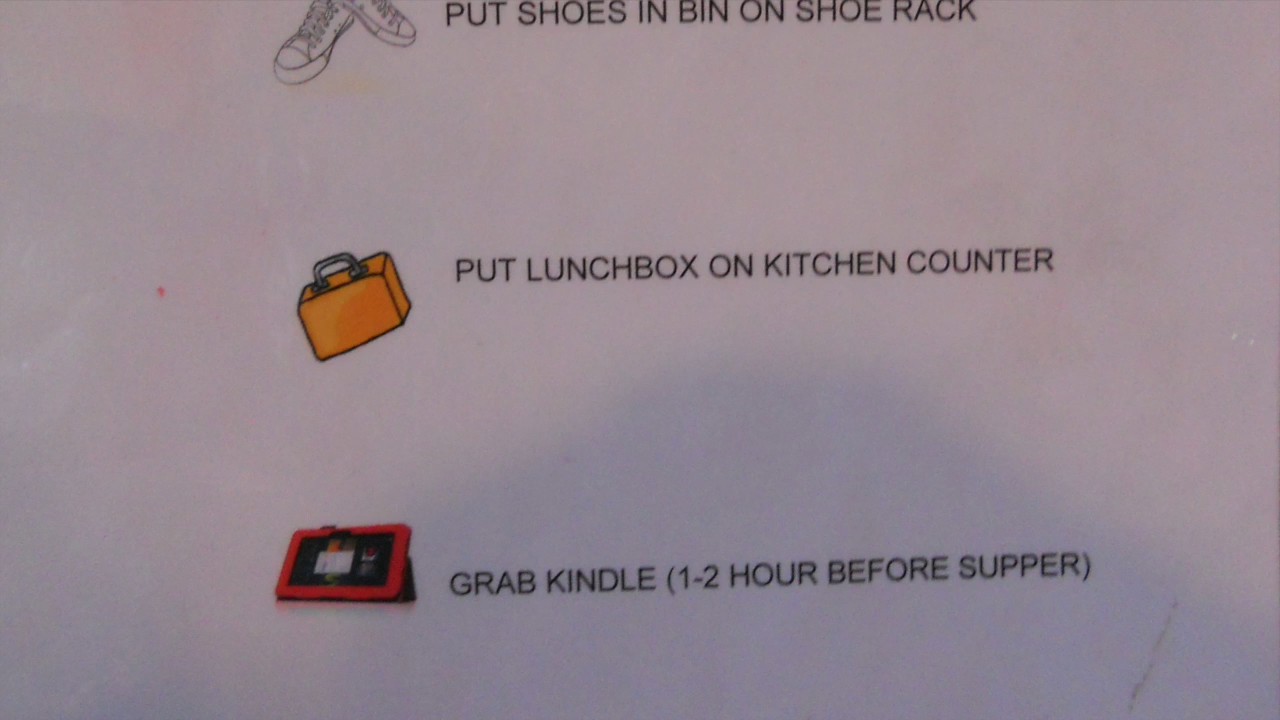 PUT SHOES IN BIN ON SHOE RACK
PUT LUNCHBOX ON KITCHEN COUNTER
GRAB KINDLE (1-2 HOUR BEFORE SUPPER)